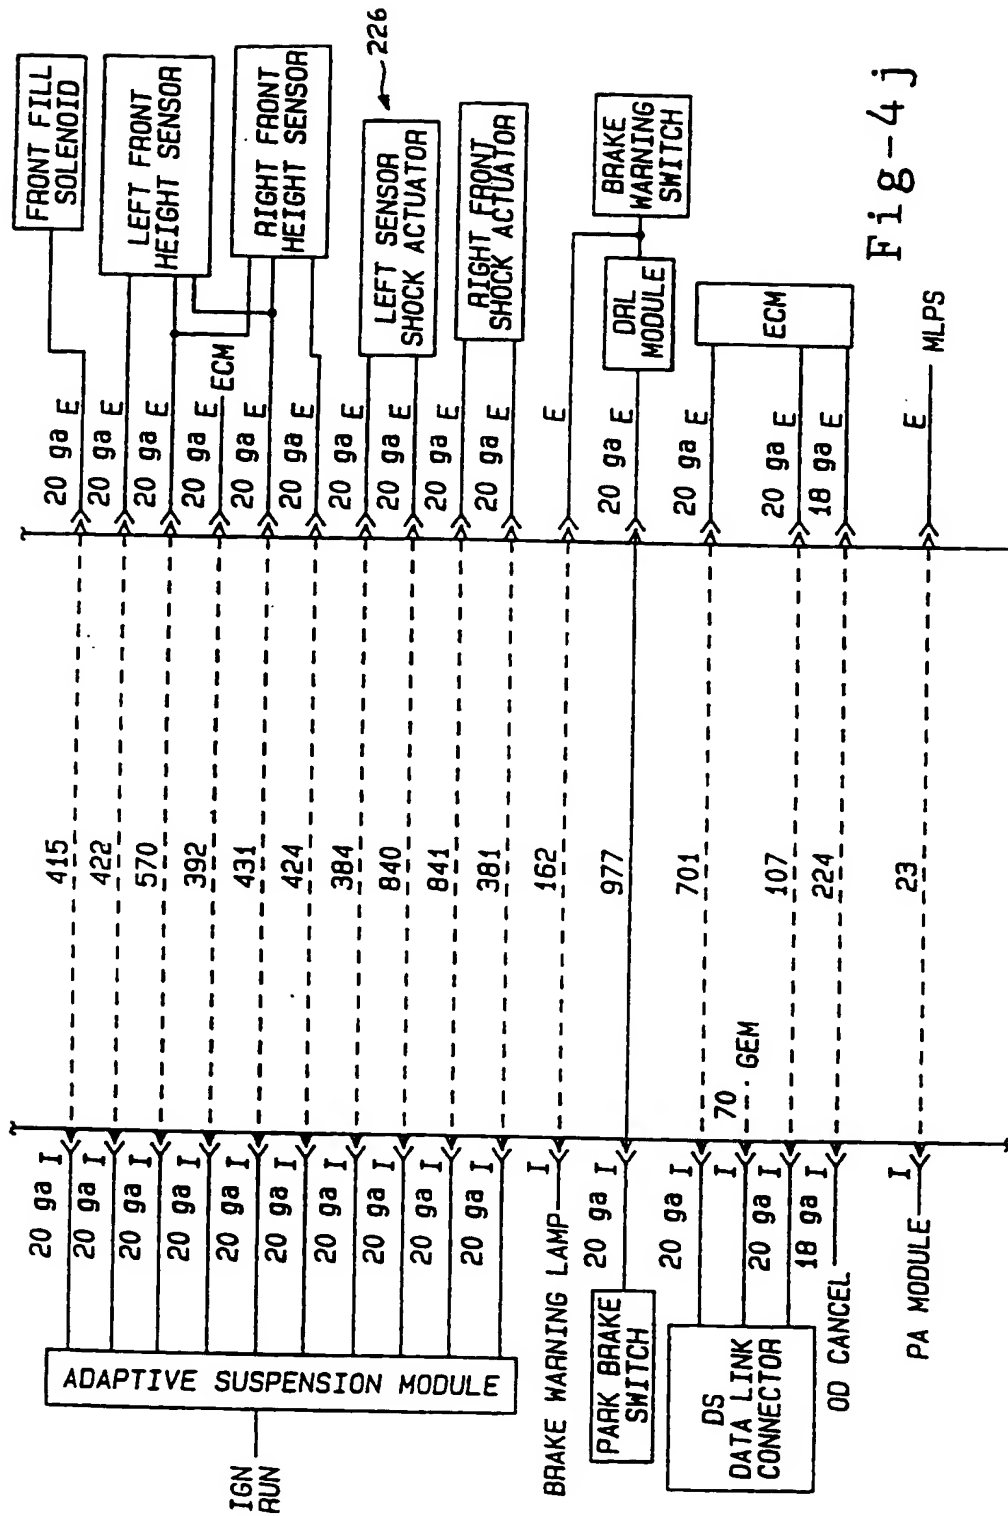 FRONT FILL
SOLENOID
LEFT FRONT
HEIGHT SENSOR
RIGHT FRONT
HEIGHT SENSOR
LEFT SENSOR
SHOCK ACTUATOR
226
RIGHT FRONT
SHOCK ACTUATOR
BRAKE
WARNING
SWITCH
DRL
MODULE
ECM
MLPS
Fig-4j
20 ga E
20 ga E
20 ga E
20 ga E ECM
20 ga E
20 ga E
20 ga E
20 ga E
20 ga E
20 ga E
E
20 ga E
20 ga E
20 ga E
18 ga E
E
415
422
570
392
431
424
384
840
841
381
162
977
701
70 GEM
107
224
23
20 ga I
20 ga I
20 ga I
20 ga I
20 ga I
20 ga I
20 ga I
20 ga I
20 ga I
20 ga I
I
20 ga I
20 ga I
I
20 ga I
18 ga I
I
ADAPTIVE SUSPENSION MODULE
IGN
RUN
BRAKE WARNING LAMP
PARK BRAKE
SWITCH
DS
DATA LINK
CONNECTOR
OD CANCEL
PA MODULE